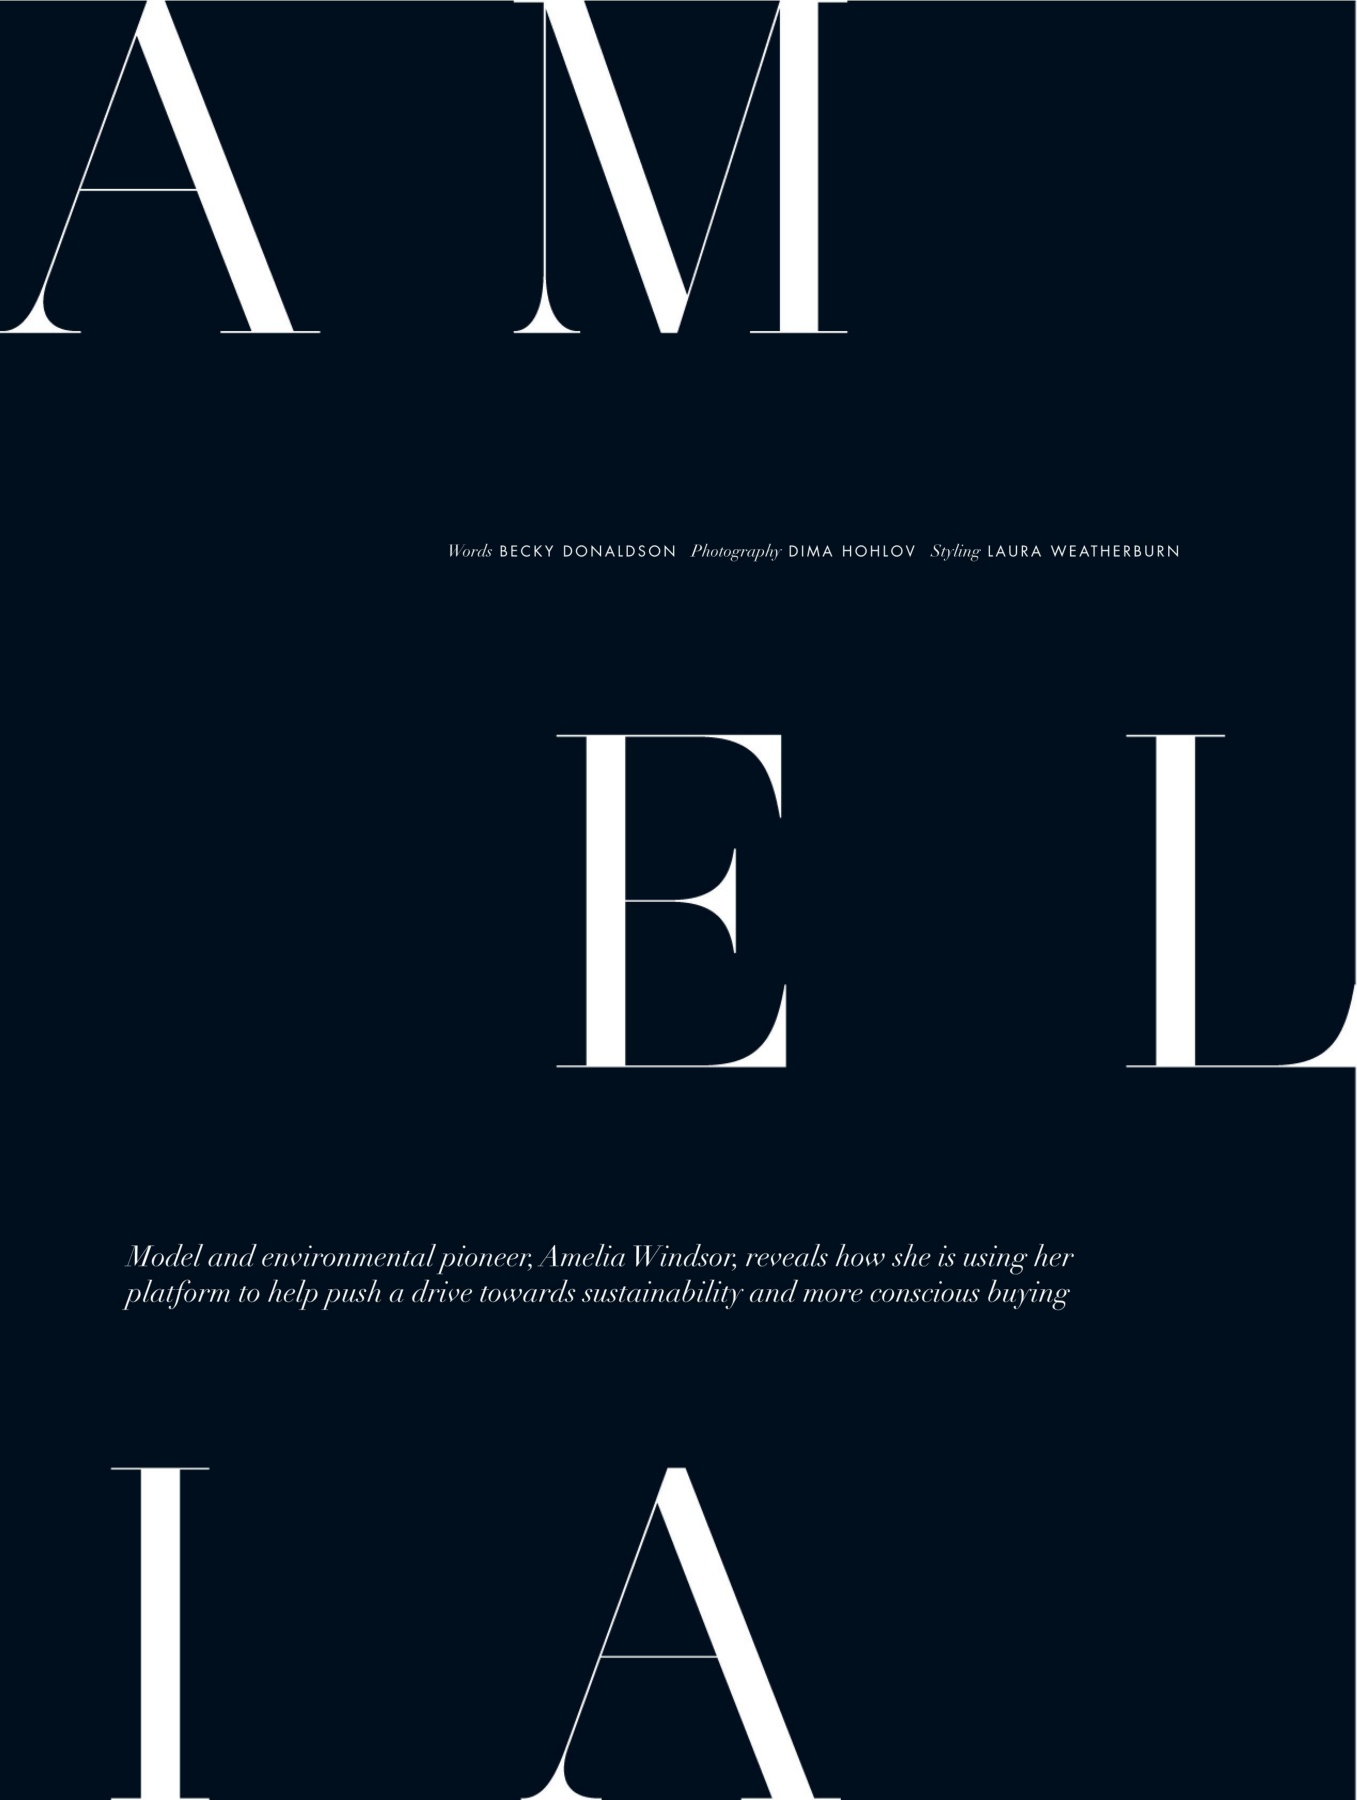 A M
Words BECKY DONALDSON Photography DIMA HOHLOV Styling LAURA WEATHERBURN
E L
Model and environmental pioneer, Amelia Windsor, reveals how she is using her
platform to help push a drive towards sustainability and more conscious buying
I A